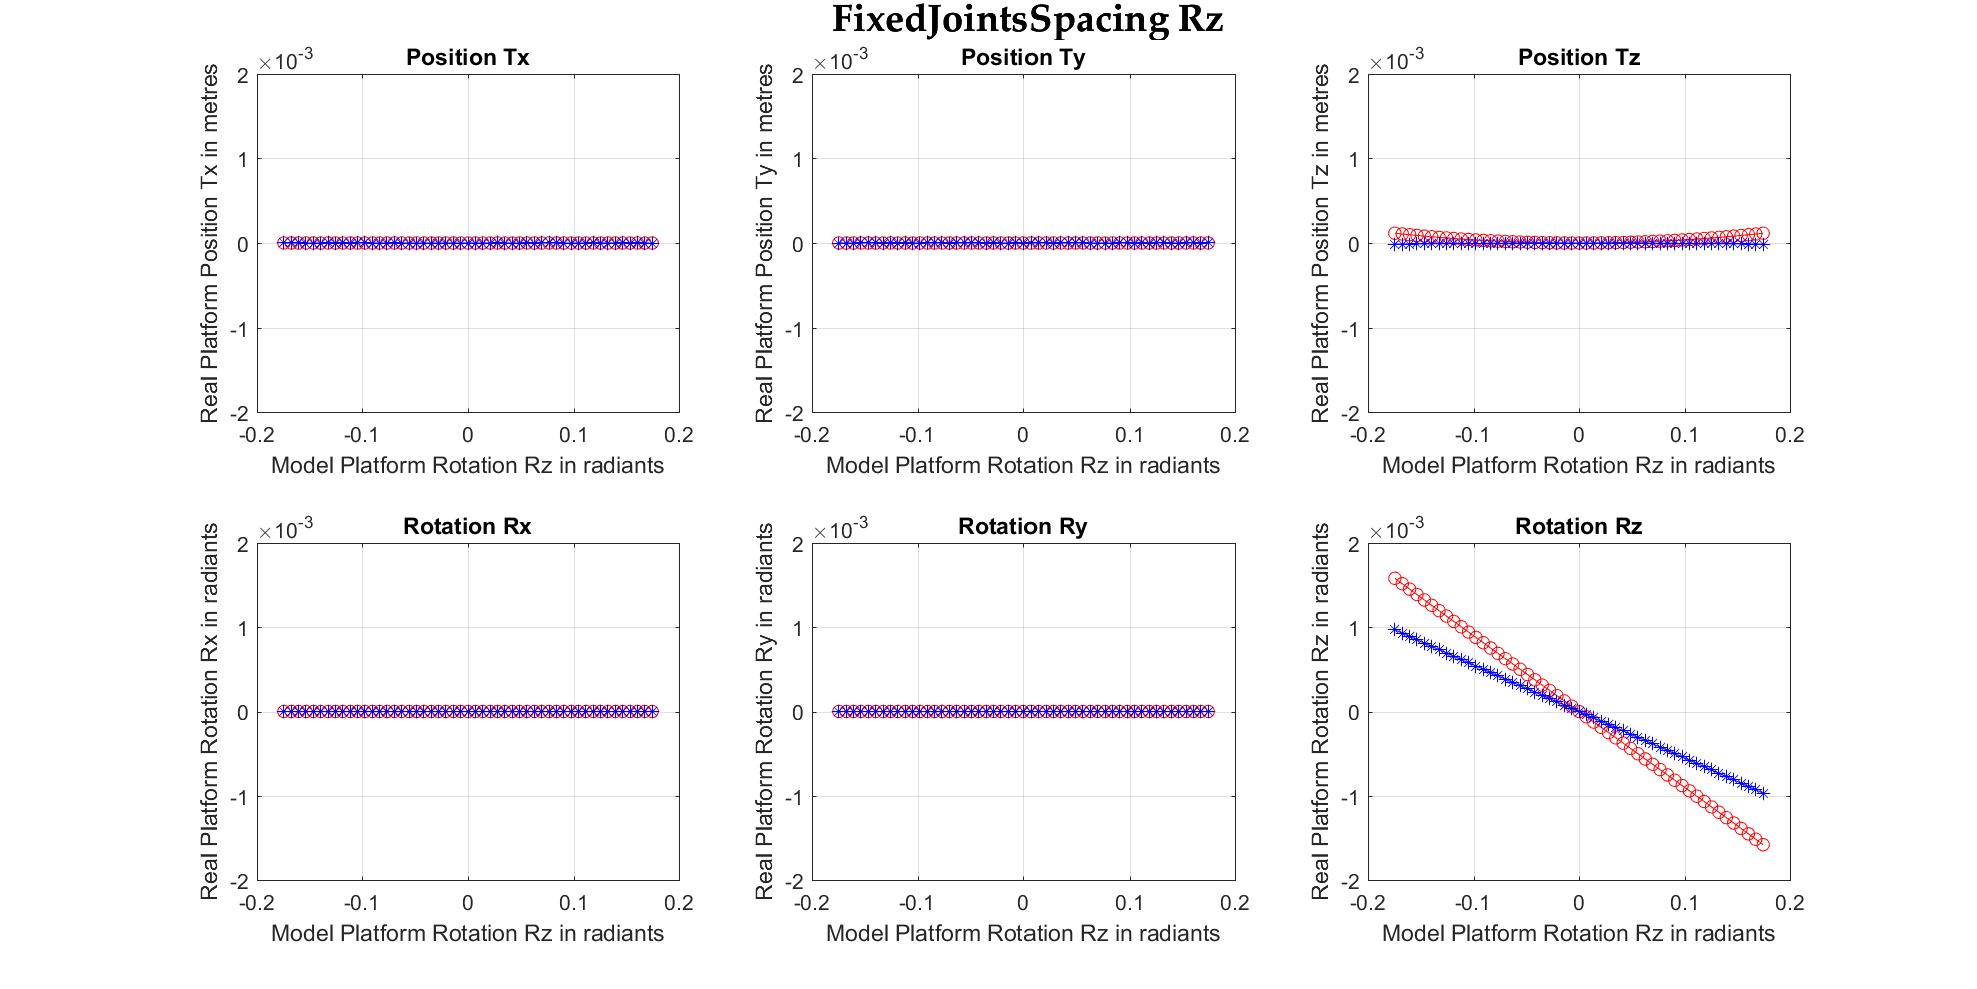 FixedJointsSpacing Rz
Position Tx
×10-3
Real Platform Position Tx in metres
2
1
0
-1
-2
-0.2 -0.1 0 0.1 0.2
Model Platform Rotation Rz in radiants
Position Ty
×10-3
Real Platform Position Ty in metres
2
1
0
-1
-2
-0.2 -0.1 0 0.1 0.2
Model Platform Rotation Rz in radiants
Position Tz
×10-3
Real Platform Position Tz in metres
2
1
0
-1
-2
-0.2 -0.1 0 0.1 0.2
Model Platform Rotation Rz in radiants
Rotation Rx
×10-3
Real Platform Rotation Rx in radiants
2
1
0
-1
-2
-0.2 -0.1 0 0.1 0.2
Model Platform Rotation Rz in radiants
Rotation Ry
×10-3
Real Platform Rotation Ry in radiants
2
1
0
-1
-2
-0.2 -0.1 0 0.1 0.2
Model Platform Rotation Rz in radiants
Rotation Rz
×10-3
Real Platform Rotation Rz in radiants
2
1
0
-1
-2
-0.2 -0.1 0 0.1 0.2
Model Platform Rotation Rz in radiants